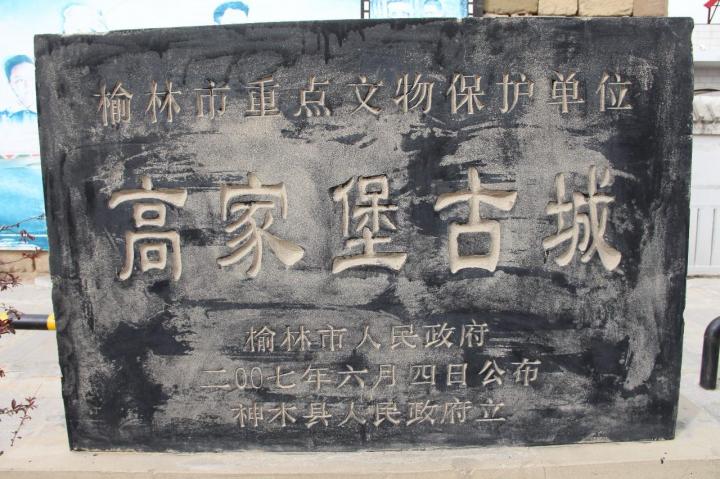 榆林市重点文物保护单位
高家堡古城
榆林市人民政府
二00七年六月四日公布
神木县人民政府立